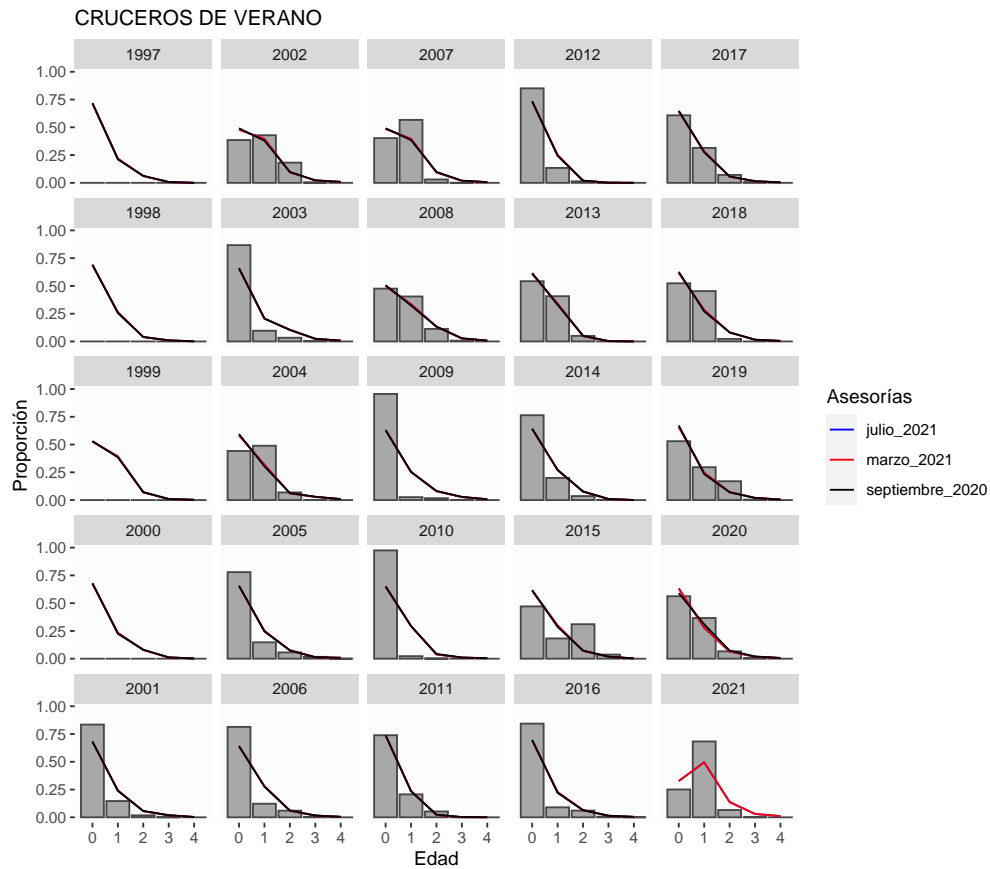 CRUCEROS DE VERANO
1997 2002 2007 2012 2017
1.00
0.75
0.50
0.25
0.00
1998 2003 2008 2013 2018
1.00
0.75
0.50
0.25
0.00
1999 2004 2009 2014 2019
1.00
0.75
0.50
0.25
0.00
Proporción
2000 2005 2010 2015 2020
1.00
0.75
0.50
0.25
0.00
2001 2006 2011 2016 2021
1.00
0.75
0.50
0.25
0.00
0 1 2 3 4 0 1 2 3 4 0 1 2 3 4 0 1 2 3 4 0 1 2 3 4
Edad
Asesorías
julio_2021
marzo_2021
septiembre_2020